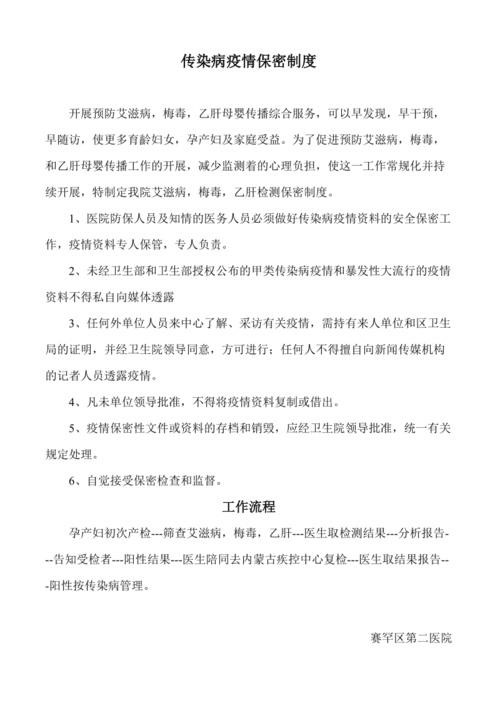 传染病疫情保密制度
开展预防艾滋病，梅毒，乙肝母婴传播综合服务，可以早发现，早干预，
早随访，使更多育龄妇女，孕产妇及家庭受益。为了促进预防艾滋病，梅毒，
和乙肝母婴传播工作的开展，减少监测着的心理负担，使这一工作常规化并持
续开展，特制定我院艾滋病，梅毒，乙肝检测保密制度。
1、医院防保人员及知情的医务人员必须做好传染病疫情资料的安全保密工
作，疫情资料专人保管，专人负责。
2、未经卫生部和卫生部授权公布的甲类传染病疫情和暴发性大流行的疫情
资料不得私自向媒体透露
3、任何外单位人员来中心了解、采访有关疫情，需持有来人单位和区卫生
局的证明，并经卫生院领导同意，方可进行；任何人不得擅自向新闻传媒机构
的记者人员透露疫情。
4、凡未单位领导批准，不得将疫情资料复制或借出。
5、疫情保密性文件或资料的存档和销毁，应经卫生院领导批准，统一有关
规定处理。
6、自觉接受保密检查和监督。
工作流程
孕产妇初次产检---筛查艾滋病，梅毒，乙肝---医生取检测结果---分析报告-
--告知受检者---阳性结果---医生陪同去内蒙古疾控中心复检---医生取结果报告--
-阳性按传染病管理。
赛罕区第二医院